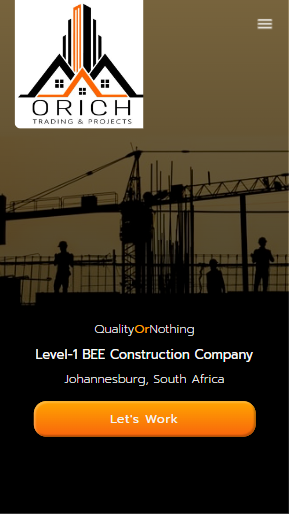 ORICH
TRADING & PROJECTS
QualityOrNothing
Level-1 BEE Construction Company
Johannesburg, South Africa
Let's Work